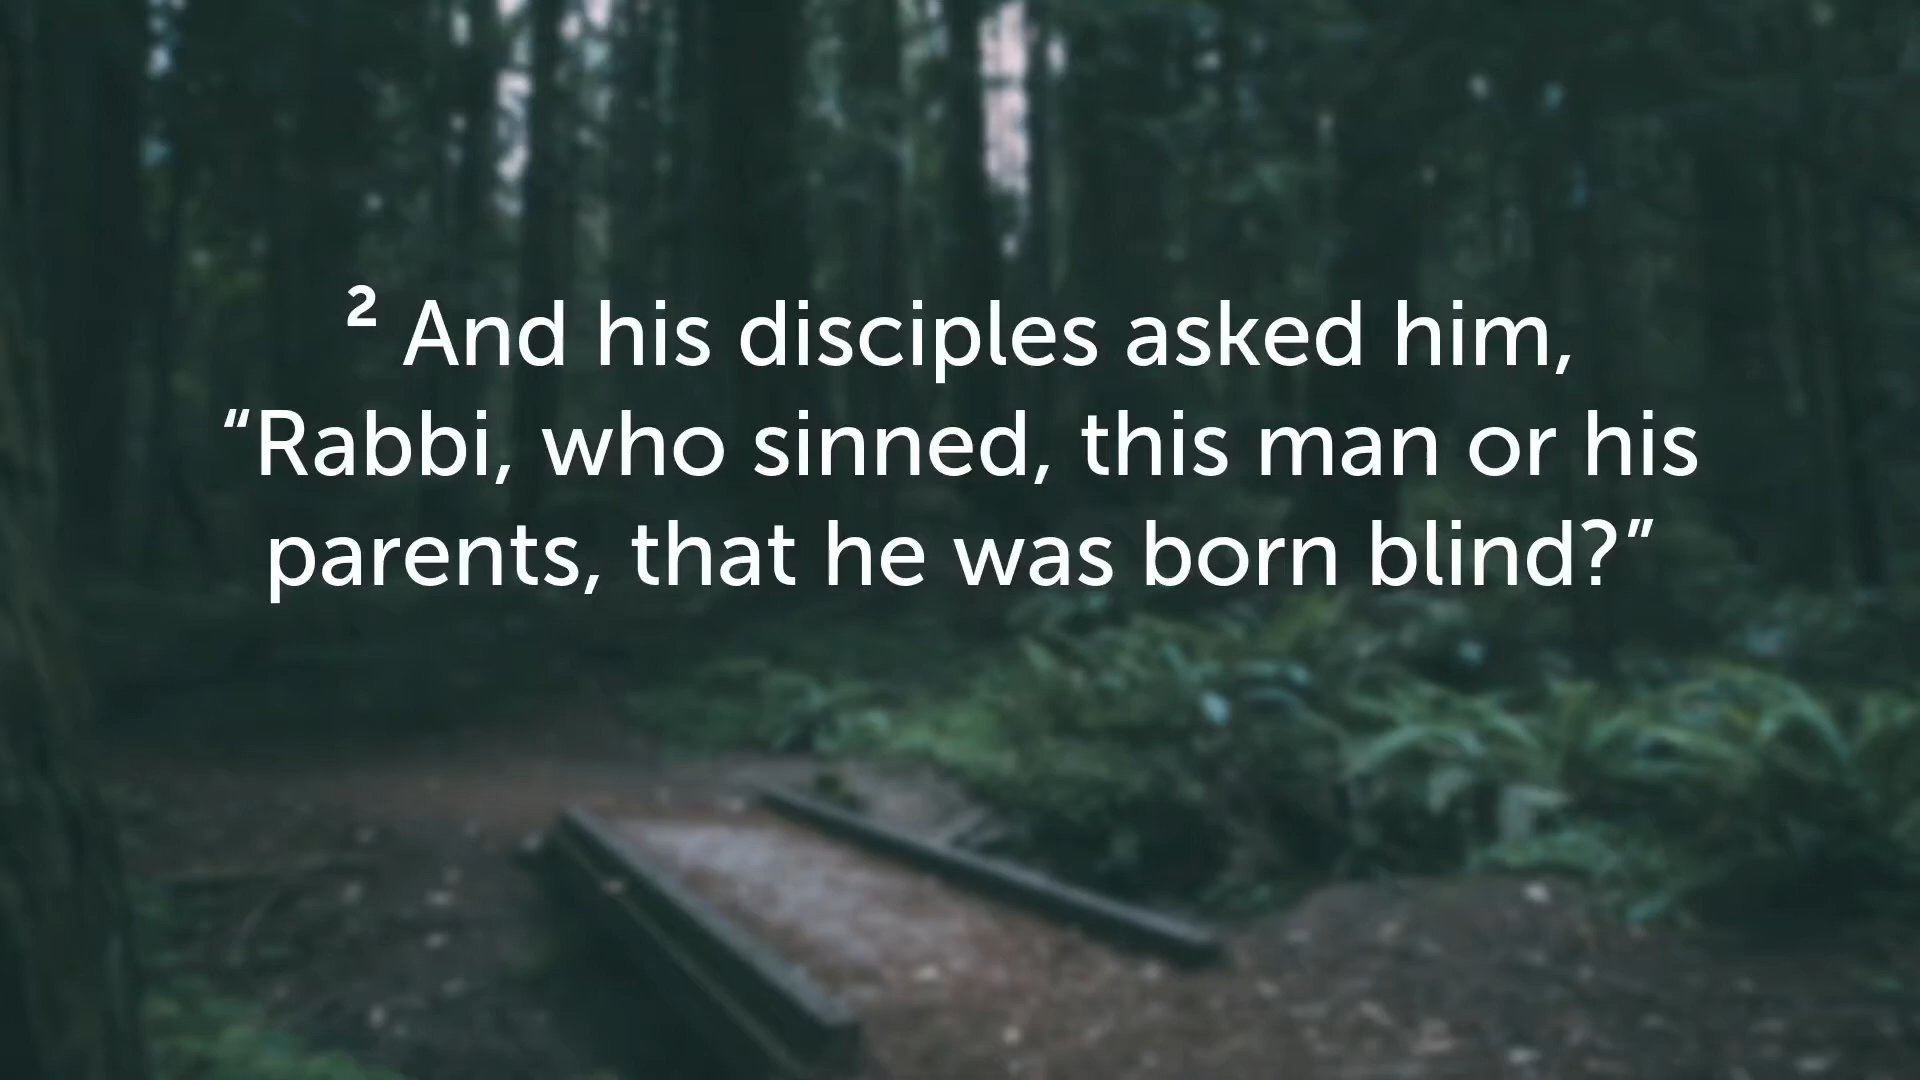 ² And his disciples asked him,
“Rabbi, who sinned, this man or his
parents, that he was born blind?”